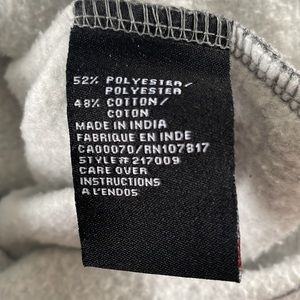 52% POLYESTER/
POLYESTER
48% COTTON/
COTON
MADE IN INDIA
FABRIQUE EN INDE
CA00070/RN107817
STYLE#217009
CARE OVER
INSTRUCTIONS
A L'ENDOS